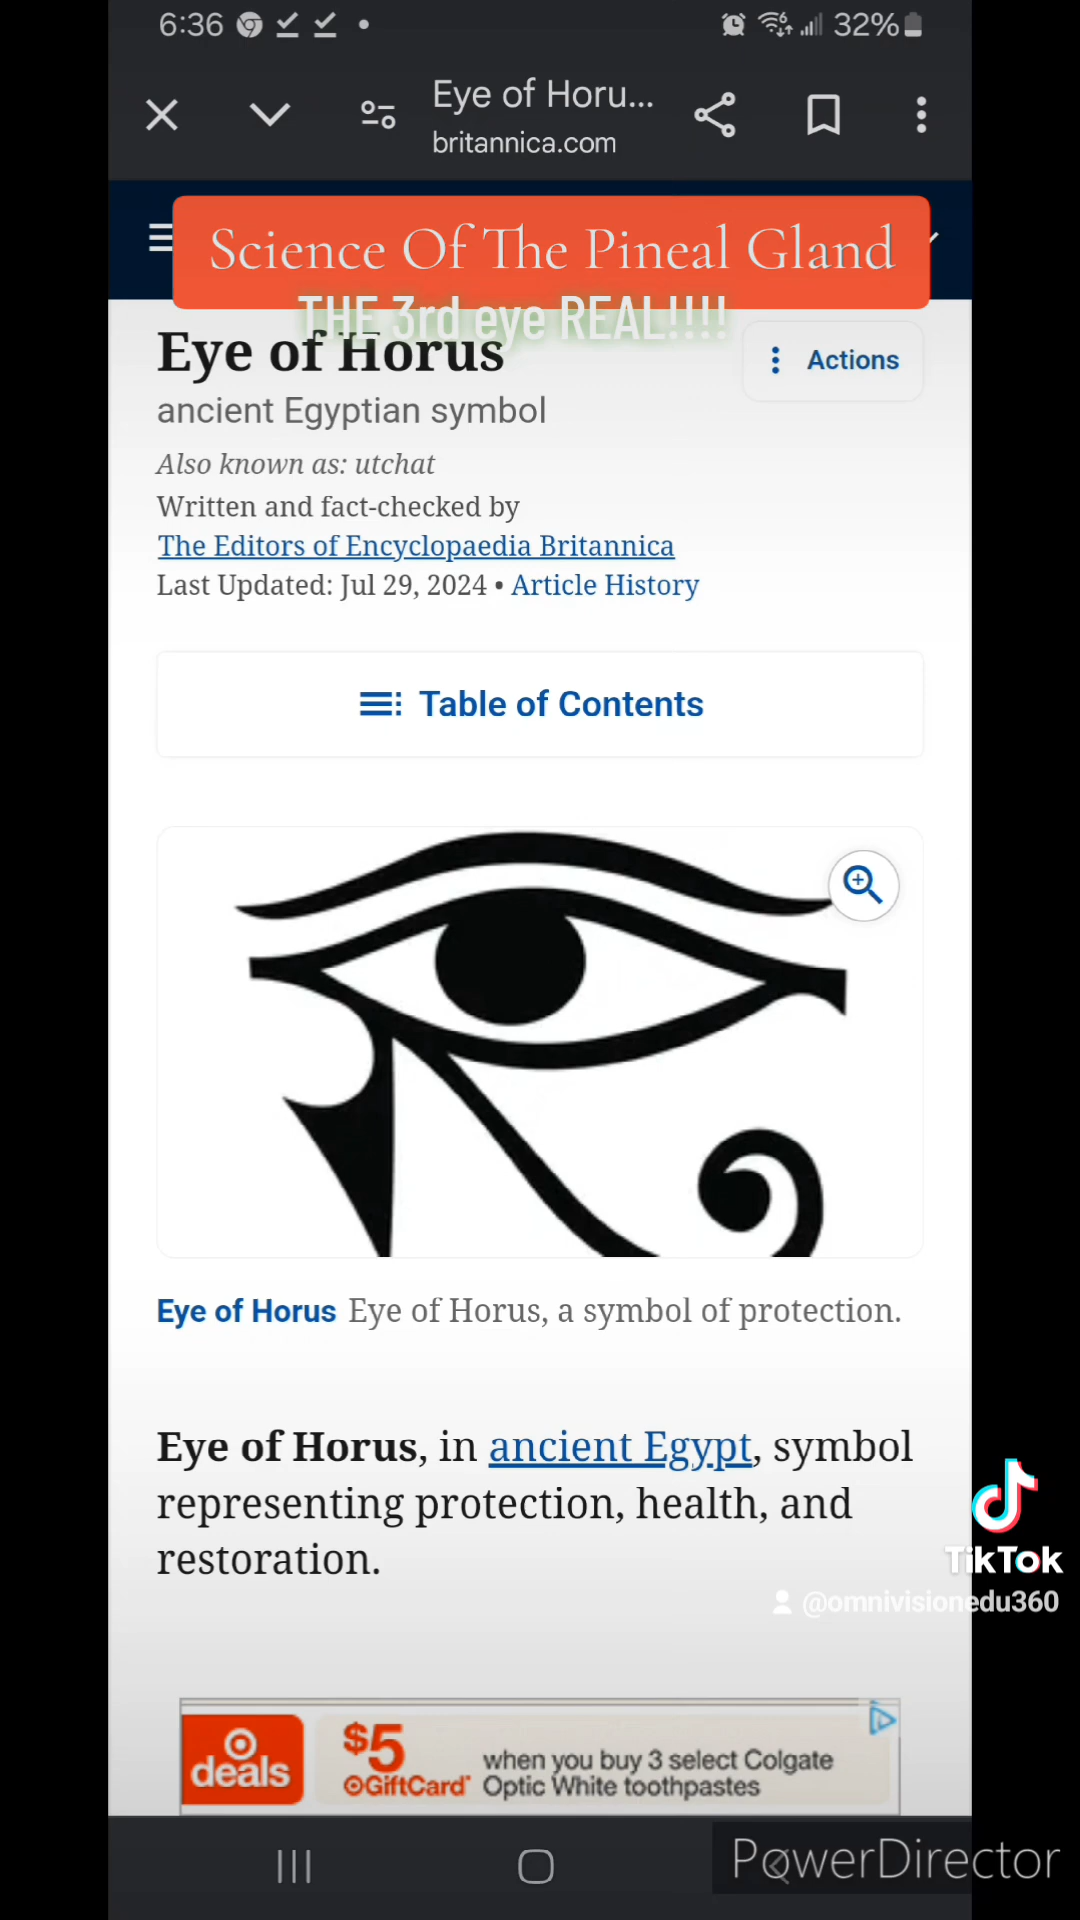 6:36
32%
Eye of Horu...
britannica.com
Science Of The Pineal Gland
THE 3rd eye REAL!!!!
Eye of Horus
Actions
ancient Egyptian symbol
Also known as: utchat
Written and fact-checked by
The Editors of Encyclopaedia Britannica
Last Updated: Jul 29, 2024 • Article History
Table of Contents
Eye of Horus Eye of Horus, a symbol of protection.
Eye of Horus, in ancient Egypt, symbol
representing protection, health, and
restoration.
TikTok
@omnivisionedu360
deals
$5
GiftCard
when you buy 3 select Colgate
Optic White toothpastes
PowerDirector